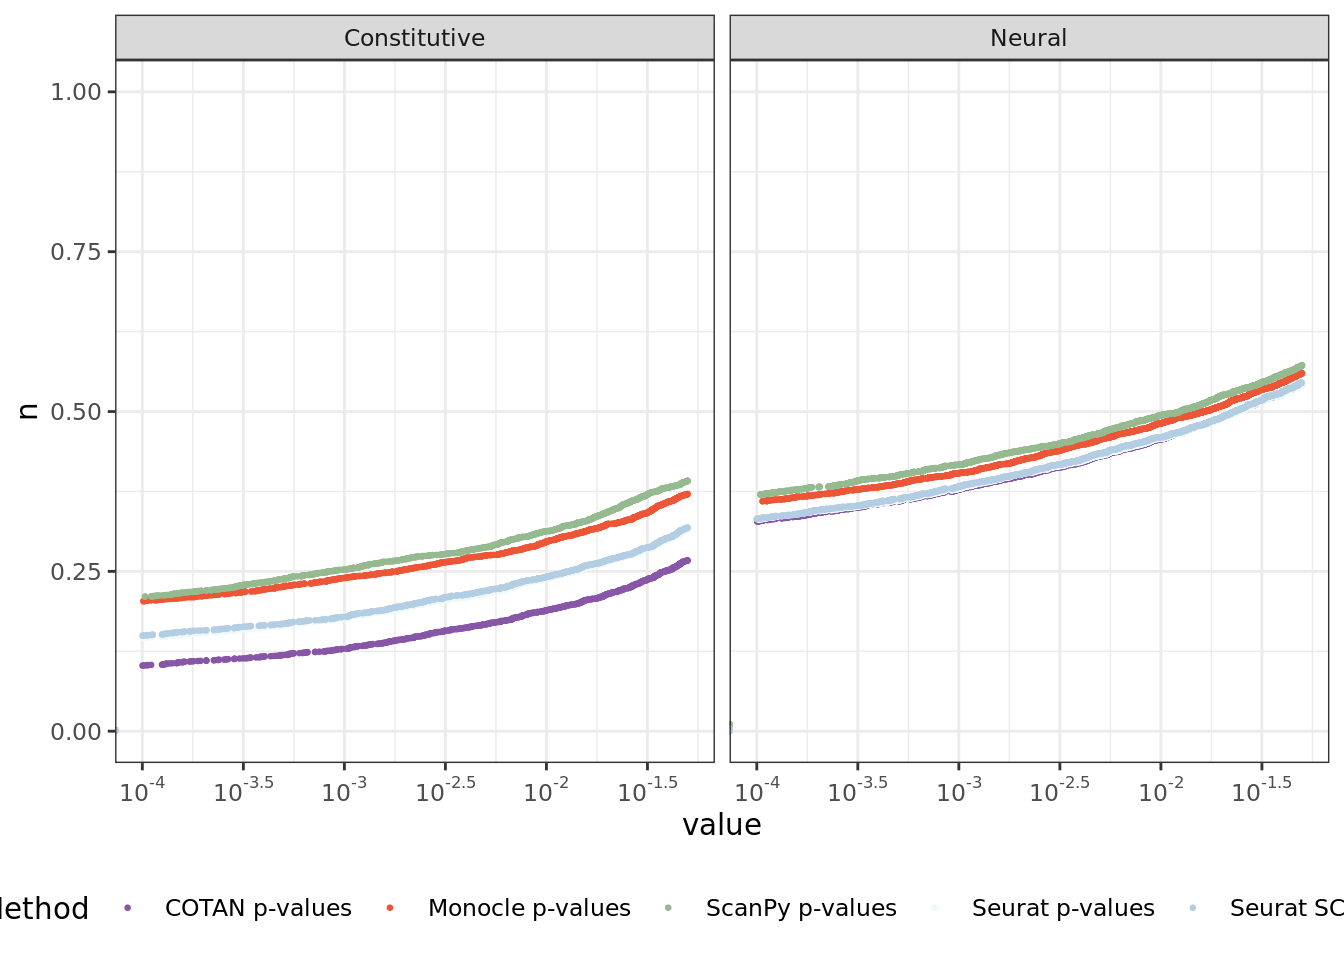 Constitutive Neural
1.00
0.75
n
0.50
0.25
0.00
10-4 10-3.5 10-3 10-2.5 10-2 10-1.5 10-4 10-3.5 10-3 10-2.5 10-2 10-1.5
value
ethod COTAN p-values Monocle p-values ScanPy p-values Seurat p-values Seurat SC